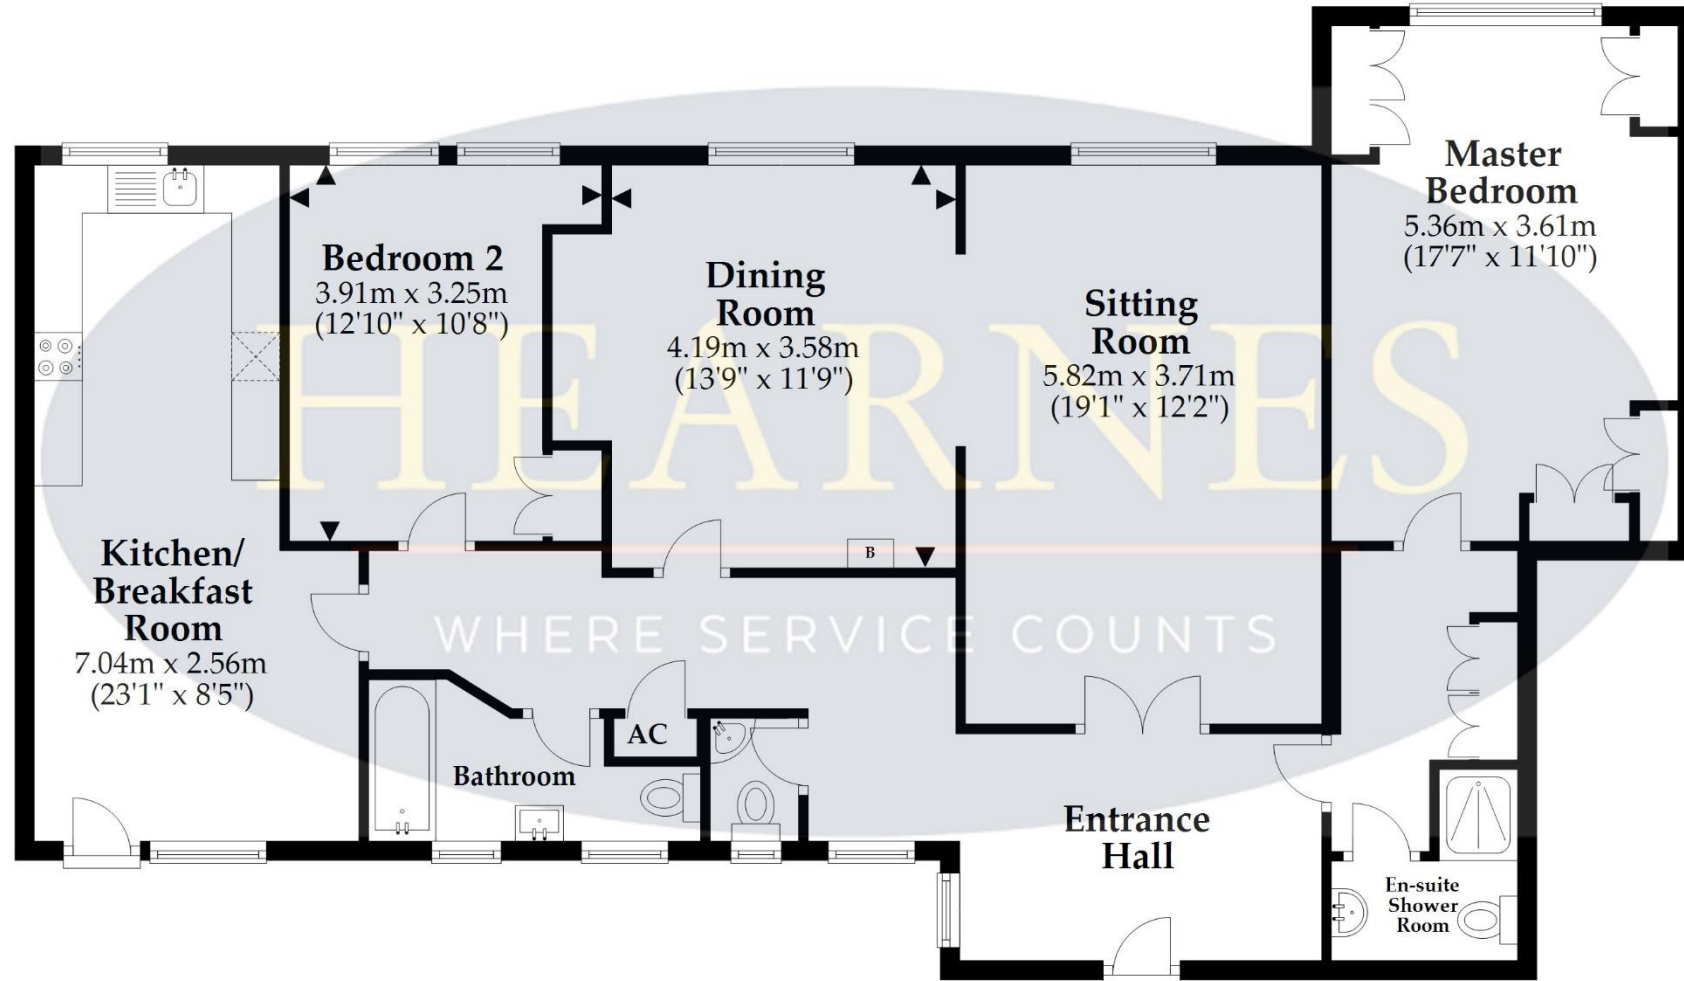 Master
Bedroom
5.36m x 3.61m
(17'7" x 11'10")
Bedroom 2
3.91m x 3.25m
(12'10" x 10'8")
Dining
Room
4.19m x 3.58m
(13'9" x 11'9")
Sitting
Room
5.82m x 3.71m
(19'1" x 12'2")
HEARNES
Kitchen/
Breakfast
Room
7.04m x 2.56m
(23'1" x 8'5")
B
WHERE SERVICE COUNTS
AC
Bathroom
Entrance
Hall
En-suite
Shower
Room